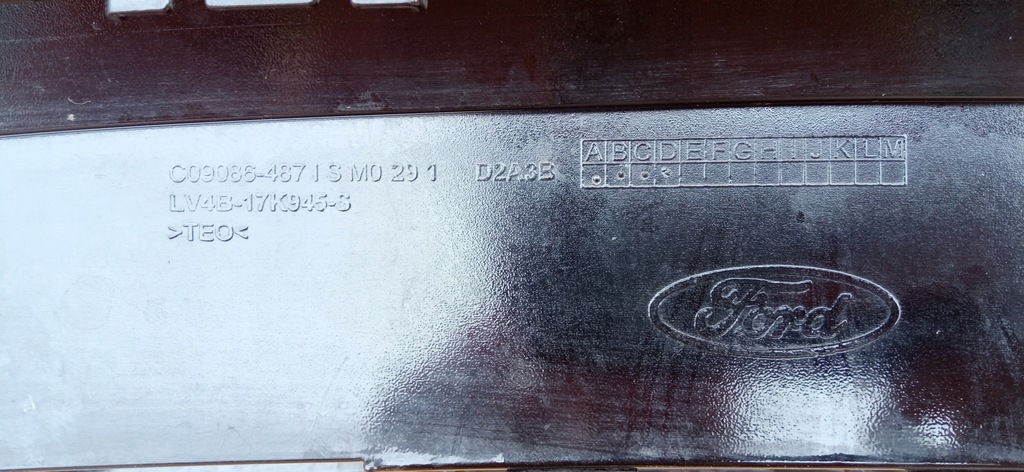 C09086-487 I S M0 29 1 D2A3B
A B C D E F G H I J K L M
LV4B-17K945-S
>TEO<
Ford